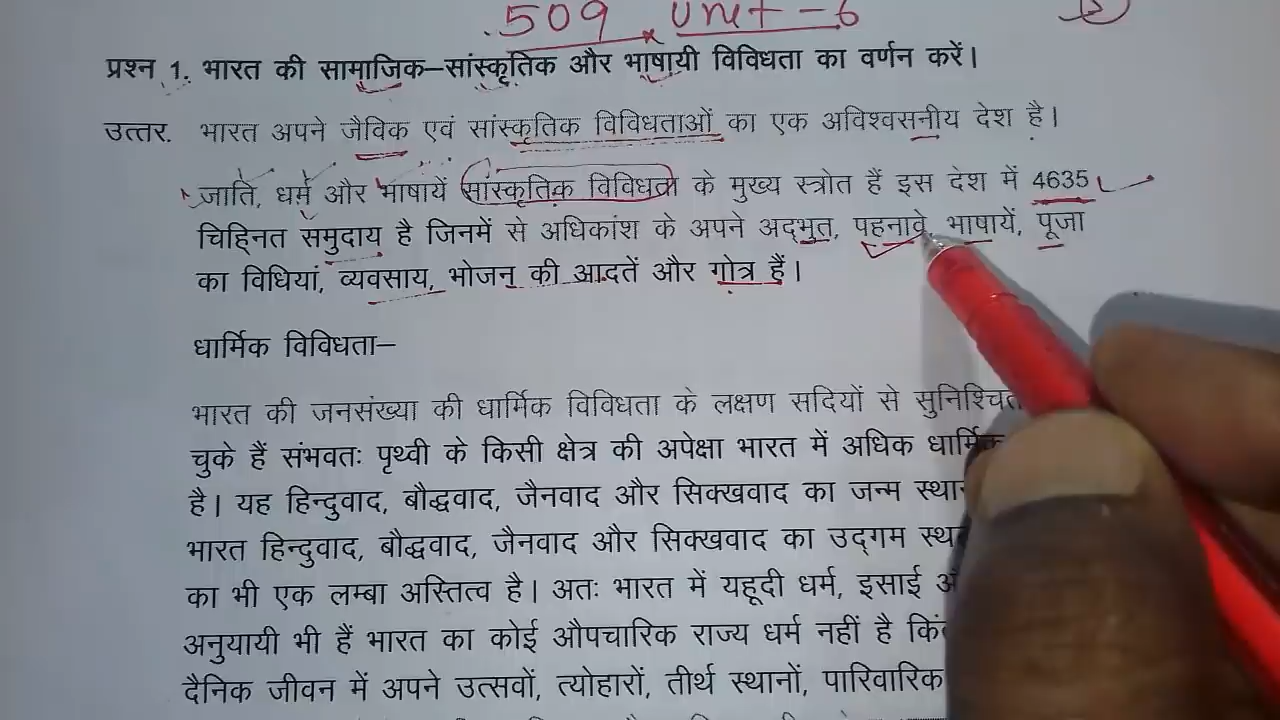 .509 Unit-6
प्रश्न 1. भारत की सामाजिक–सांस्कृतिक और भाषायी विविधता का वर्णन करें।
उत्तर. भारत अपने जैविक एवं सांस्कृतिक विविधताओं का एक अविश्वसनीय देश है।
जाति, धर्म और भाषायें सांस्कृतिक विविधता के मुख्य स्त्रोत हैं इस देश में 4635
चिह्नित समुदाय है जिनमें से अधिकांश के अपने अद्भुत, पहनावे, भाषायें, पूजा
का विधियां, व्यवसाय, भोजन की आदतें और गोत्र हैं।
धार्मिक विविधता–
भारत की जनसंख्या की धार्मिक विविधता के लक्षण सदियों से
चुके हैं संभवतः पृथ्वी के किसी क्षेत्र की अपेक्षा भारत में अधिक धार्मिक
है। यह हिन्दुवाद, बौद्धवाद, जैनवाद और सिक्खवाद का जन्म
भारत हिन्दुवाद, बौद्धवाद, जैनवाद और सिक्खवाद का उद्गम
का भी एक लम्बा अस्तित्व है। अतः भारत में यहूदी धर्म, इसाई
अनुयायी भी हैं भारत का कोई औपचारिक राज्य धर्म नहीं है
दैनिक जीवन में अपने उत्सवों, त्योहारों, तीर्थ स्थानों, पारिवारिक